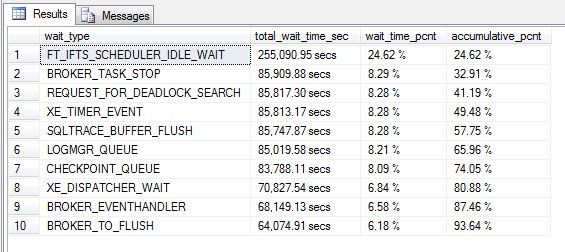 Results Messages
wait_type total_wait_time_sec wait_time_pcnt accumulative_pcnt
1 FT_IFTS_SCHEDULER_IDLE_WAIT 255,090.95 secs 24.62 % 24.62 %
2 BROKER_TASK_STOP 85,909.88 secs 8.29 % 32.91 %
3 REQUEST_FOR_DEADLOCK_SEARCH 85,817.30 secs 8.28 % 41.19 %
4 XE_TIMER_EVENT 85,813.17 secs 8.28 % 49.48 %
5 SQLTRACE_BUFFER_FLUSH 85,747.87 secs 8.28 % 57.75 %
6 LOGMGR_QUEUE 85,019.58 secs 8.21 % 65.96 %
7 CHECKPOINT_QUEUE 83,788.11 secs 8.09 % 74.05 %
8 XE_DISPATCHER_WAIT 70,827.54 secs 6.84 % 80.88 %
9 BROKER_EVENTHANDLER 68,149.13 secs 6.58 % 87.46 %
10 BROKER_TO_FLUSH 64,074.91 secs 6.18 % 93.64 %